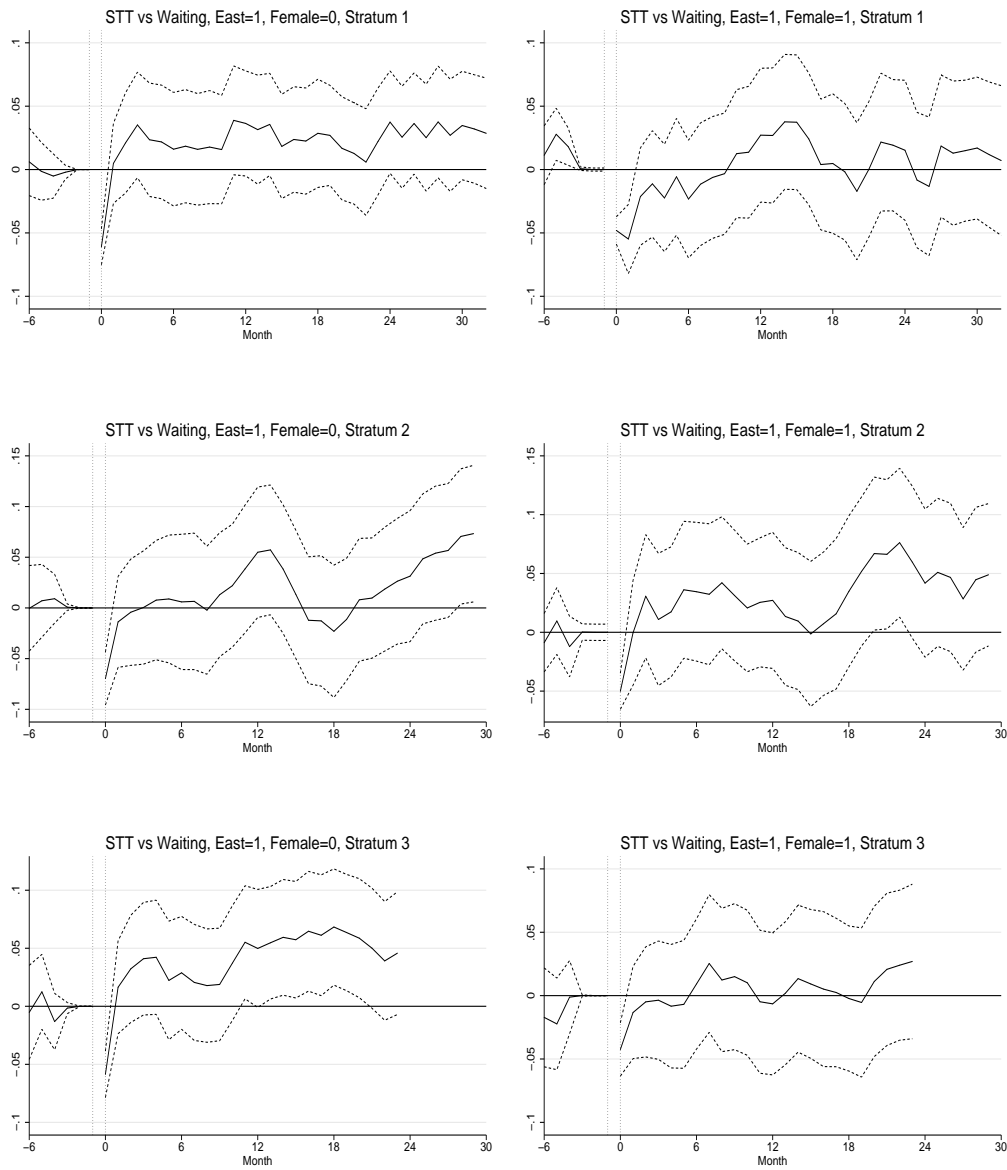 STT vs Waiting, East=1, Female=0, Stratum 1
.1
.05
0
−.05
−.1
−6 0 6 12 18 24 30
Month
STT vs Waiting, East=1, Female=1, Stratum 1
.1
.05
0
−.05
−.1
−6 0 6 12 18 24 30
Month
STT vs Waiting, East=1, Female=0, Stratum 2
.15
.1
.05
0
−.05
−.1
−6 0 6 12 18 24 30
Month
STT vs Waiting, East=1, Female=1, Stratum 2
.15
.1
.05
0
−.05
−6 0 6 12 18 24 30
Month
STT vs Waiting, East=1, Female=0, Stratum 3
.1
.05
0
−.05
−.1
−6 0 6 12 18 24 30
Month
STT vs Waiting, East=1, Female=1, Stratum 3
.1
.05
0
−.05
−.1
−6 0 6 12 18 24 30
Month